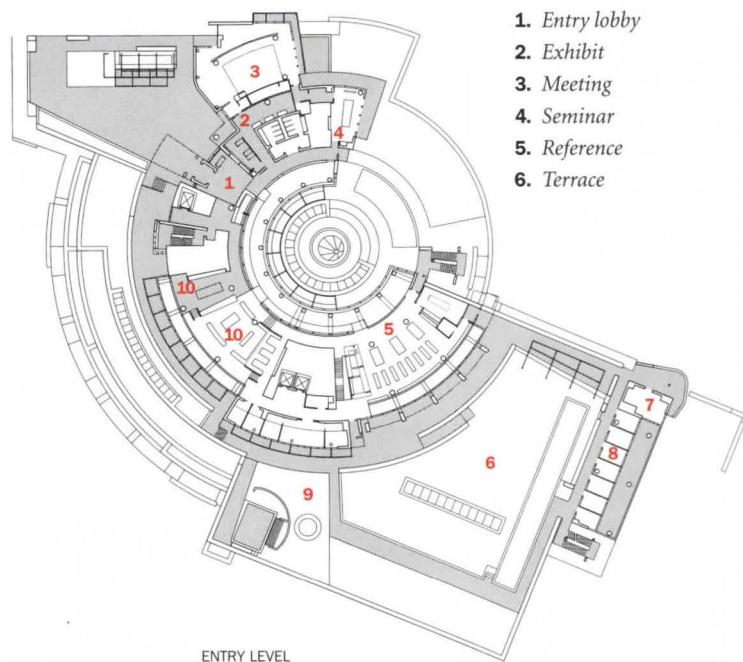 1. Entry lobby
2. Exhibit
3. Meeting
4. Seminar
5. Reference
6. Terrace
3
2
4
1
10
10
5
7
8
6
9
ENTRY LEVEL